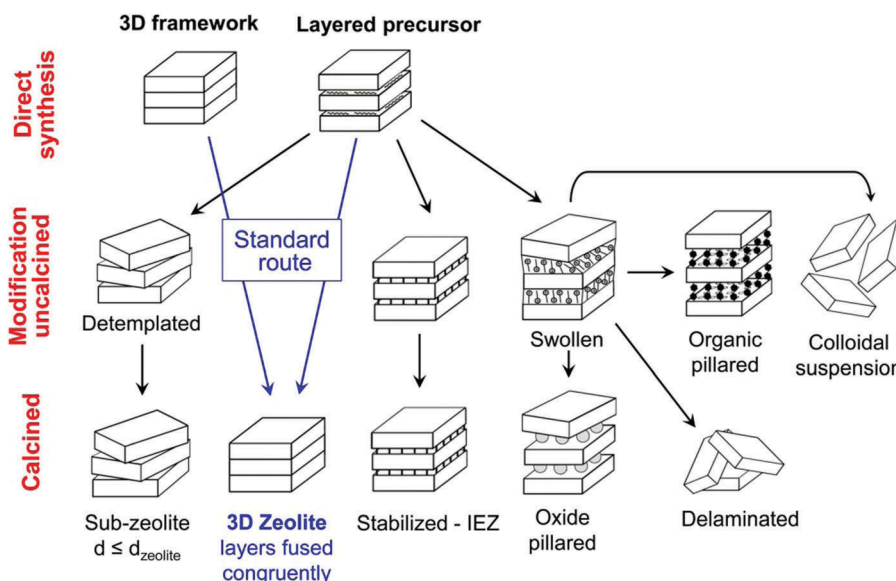 3D framework
Layered precursor
Direct
synthesis
Modification
uncalcined
Standard
route
Detemplated
Swollen
Organic
pillared
Colloidal
suspension
Calcined
Sub-zeolite
d ≤ dzeolite
3D Zeolite
layers fused
congruently
Stabilized - IEZ
Oxide
pillared
Delaminated